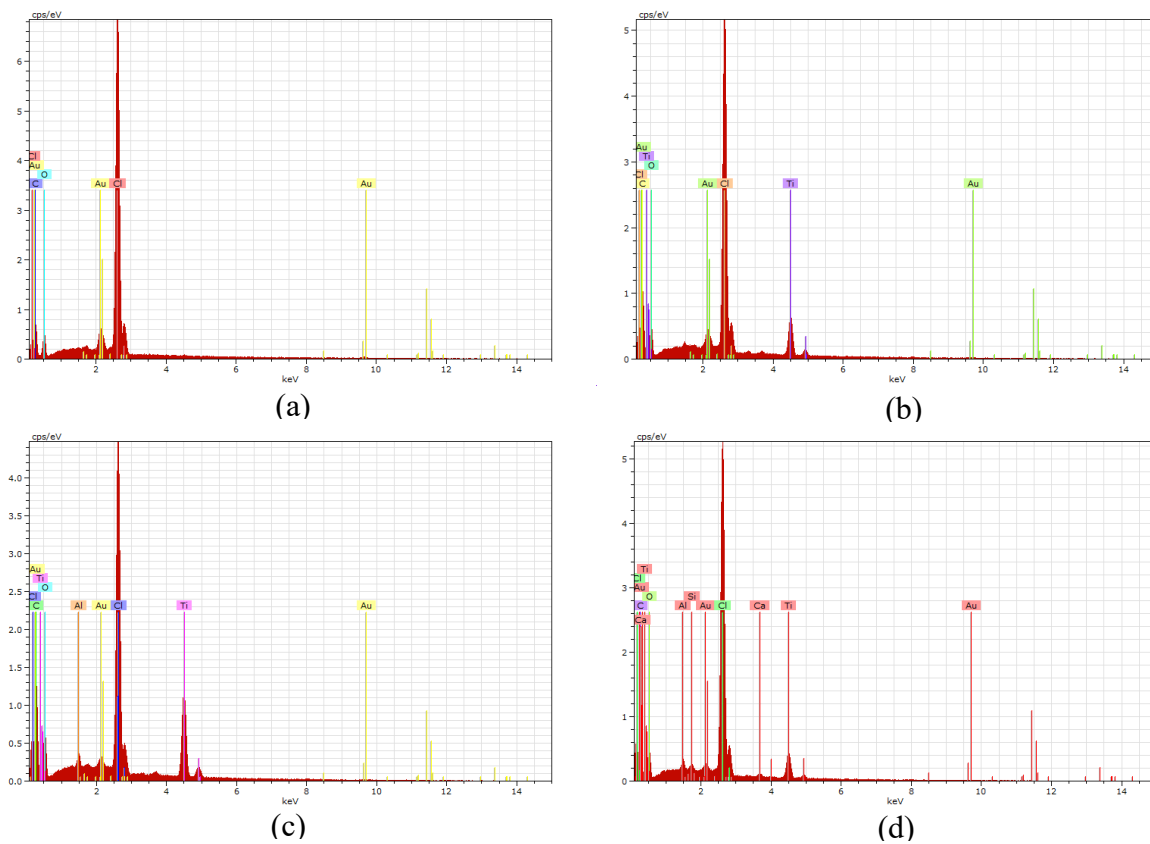 cps/eV
6
5
4
3
2
1
0
Cl
Au
O
C
Au
Cl
Au
2
4
6
8
10
12
14
keV
(a)
cps/eV
5
4
3
2
1
0
Au
Ti
O
Cl
C
Au
Cl
Ti
Au
2
4
6
8
10
12
14
keV
(b)
cps/eV
4.0
3.5
3.0
2.5
2.0
1.5
1.0
0.5
0.0
Au
Ti
O
Cl
C
Al
Au
Cl
Ti
Au
2
4
6
8
10
12
14
keV
(c)
cps/eV
5
4
3
2
1
0
Ti
Cl
Au
O
C
Ca
Al
Si
Au
Cl
Ca
Ti
Au
2
4
6
8
10
12
14
keV
(d)